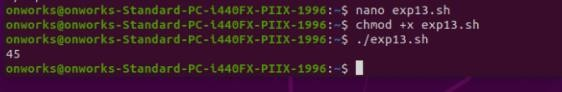 onworks@onworks-Standard-PC-i440FX-PIIX-1996:~$ nano exp13.sh
onworks@onworks-Standard-PC-i440FX-PIIX-1996:~$ chmod +x exp13.sh
onworks@onworks-Standard-PC-i440FX-PIIX-1996:~$ ./exp13.sh
45
onworks@onworks-Standard-PC-i440FX-PIIX-1996:~$